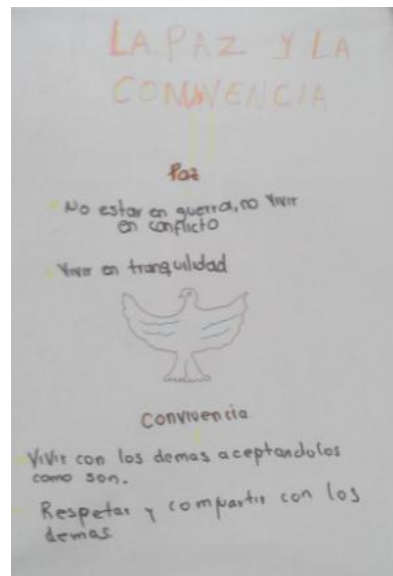 LA PAZ Y LA
CONVIVENCIA
Paz
No estar en guerra, no vivir
en conflicto
Vivir en tranquilidad
Convivencia
Vivir con los demas aceptandolos
como son.
Respetar y compartir con los
demas